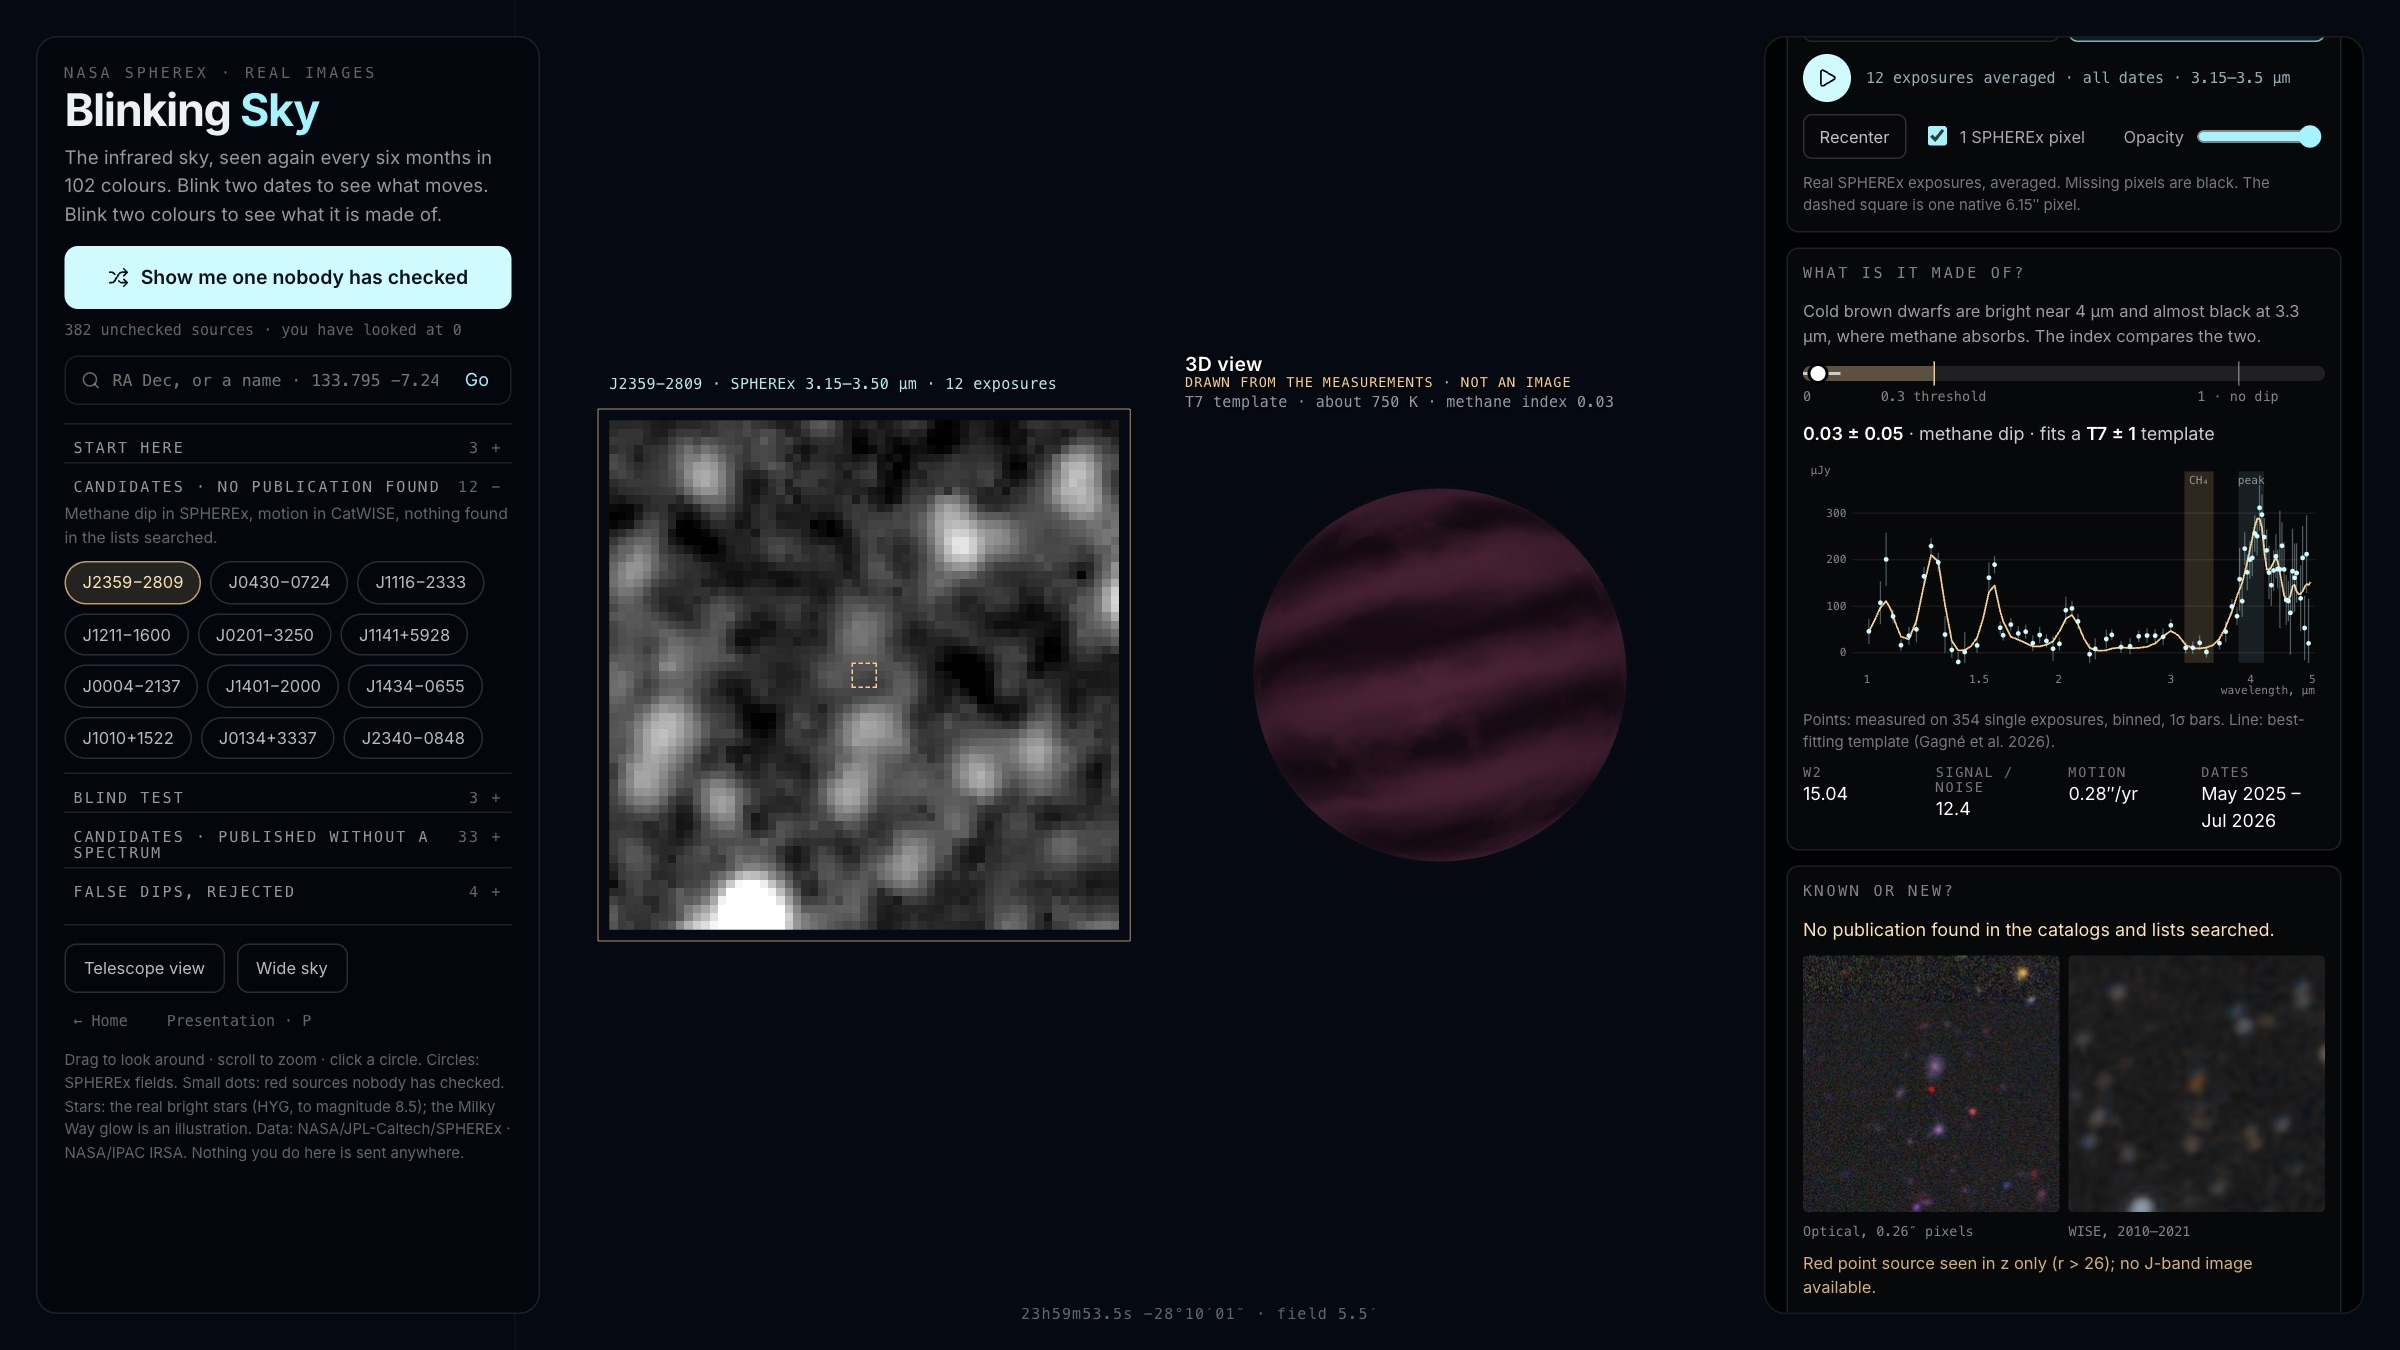 NASA SPHEREX · REAL IMAGES
Blinking Sky
The infrared sky, seen again every six months in
102 colours. Blink two dates to see what moves.
Blink two colours to see what it is made of.
Show me one nobody has checked
382 unchecked sources · you have looked at 0
RA Dec, or a name · 133.795 -7.24
Go
START HERE 3 +
CANDIDATES · NO PUBLICATION FOUND 12 −
Methane dip in SPHEREx, motion in CatWISE, nothing found
in the lists searched.
J2359−2809 J0430−0724 J1116−2333
J1211−1600 J0201−3250 J1141+5928
J0004−2137 J1401−2000 J1434−0655
J1010+1522 J0134+3337 J2340−0848
BLIND TEST 3 +
CANDIDATES · PUBLISHED WITHOUT A 33 +
SPECTRUM
FALSE DIPS, REJECTED 4 +
Telescope view Wide sky
← Home Presentation · P
Drag to look around · scroll to zoom · click a circle. Circles:
SPHEREx fields. Small dots: red sources nobody has checked.
Stars: the real bright stars (HYG, to magnitude 8.5); the Milky
Way glow is an illustration. Data: NASA/JPL-Caltech/SPHEREx ·
NASA/IPAC IRSA. Nothing you do here is sent anywhere.
J2359−2809 · SPHEREx 3.15–3.50 µm · 12 exposures
3D view
DRAWN FROM THE MEASUREMENTS · NOT AN IMAGE
T7 template · about 750 K · methane index 0.03
23h59m53.5s −28°10′01″ · field 5.5′
12 exposures averaged · all dates · 3.15–3.5 µm
Recenter 1 SPHEREx pixel Opacity
Real SPHEREx exposures, averaged. Missing pixels are black. The
dashed square is one native 6.15″ pixel.
WHAT IS IT MADE OF?
Cold brown dwarfs are bright near 4 µm and almost black at 3.3
µm, where methane absorbs. The index compares the two.
0 0.3 threshold 1 · no dip
0.03 ± 0.05 · methane dip · fits a T7 ± 1 template
µJy
CH₄ peak
300
200
100
0
1 1.5 2 3 4 5
wavelength, µm
Points: measured on 354 single exposures, binned, 1σ bars. Line: best-
fitting template (Gagné et al. 2026).
W2
15.04
SIGNAL /
NOISE
12.4
MOTION
0.28″/yr
DATES
May 2025 –
Jul 2026
KNOWN OR NEW?
No publication found in the catalogs and lists searched.
Optical, 0.26″ pixels
WISE, 2010–2021
Red point source seen in z only (r > 26); no J-band image
available.